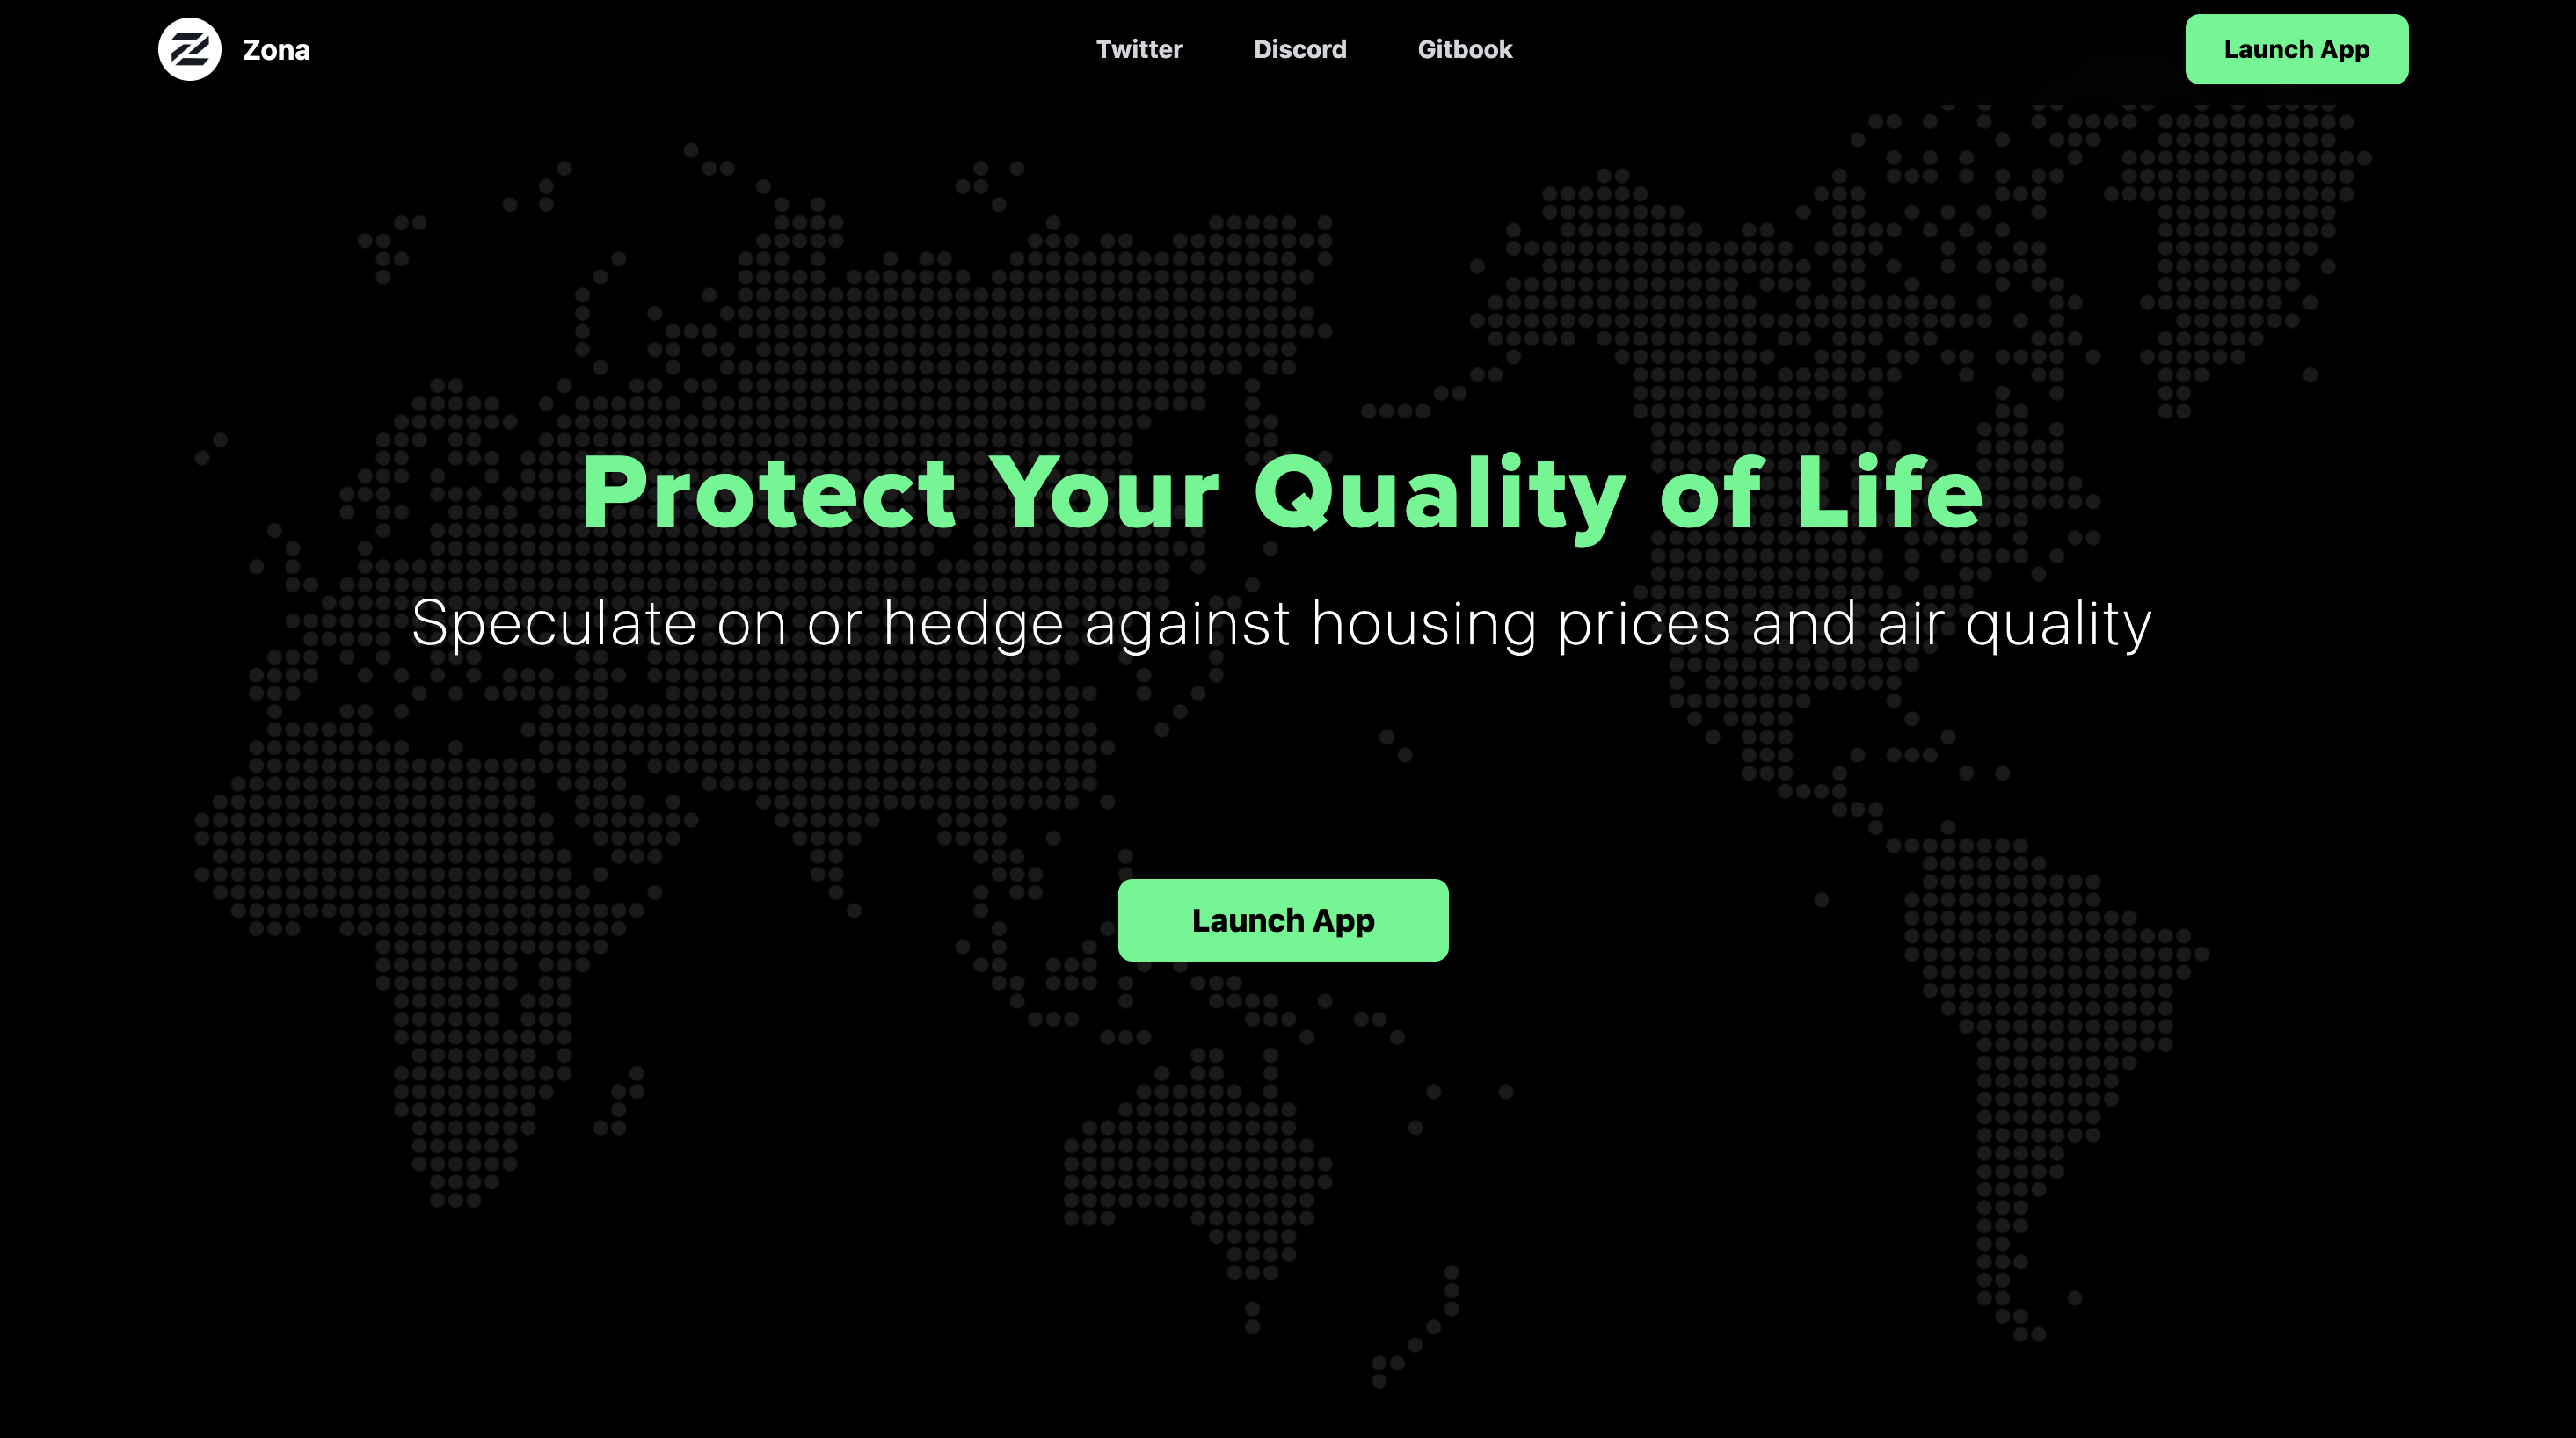 Zona
Twitter
Discord
Gitbook
Launch App
Protect Your Quality of Life
Speculate on or hedge against housing prices and air quality
Launch App